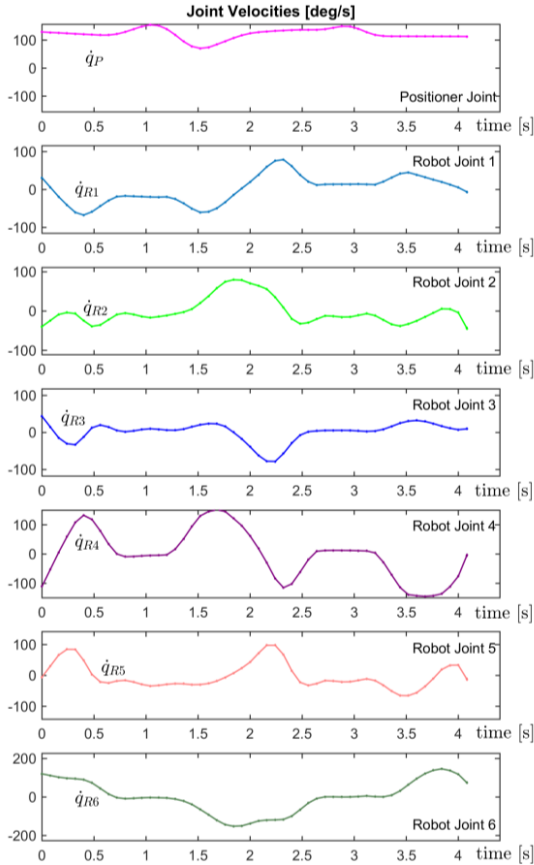 Joint Velocities [deg/s]
100
0
-100
q̇P
Positioner Joint
0 0.5 1 1.5 2 2.5 3 3.5 4 time [s]
100
0
-100
q̇R1
Robot Joint 1
0 0.5 1 1.5 2 2.5 3 3.5 4 time [s]
100
0
-100
q̇R2
Robot Joint 2
0 0.5 1 1.5 2 2.5 3 3.5 4 time [s]
100
0
-100
q̇R3
Robot Joint 3
0 0.5 1 1.5 2 2.5 3 3.5 4 time [s]
100
0
-100
q̇R4
Robot Joint 4
0 0.5 1 1.5 2 2.5 3 3.5 4 time [s]
100
0
-100
q̇R5
Robot Joint 5
0 0.5 1 1.5 2 2.5 3 3.5 4 time [s]
200
0
-200
q̇R6
Robot Joint 6
0 0.5 1 1.5 2 2.5 3 3.5 4 time [s]